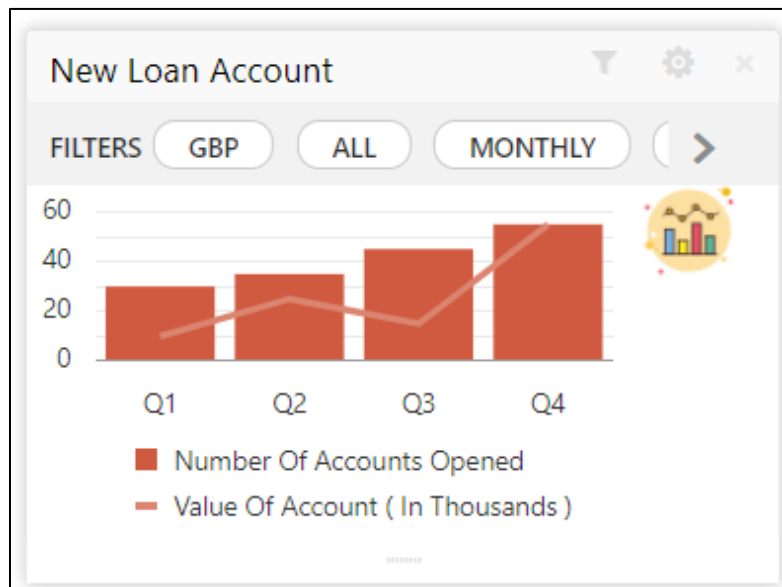 New Loan Account
FILTERS GBP ALL MONTHLY
60
40
20
0
Q1 Q2 Q3 Q4
Number Of Accounts Opened
Value Of Account ( In Thousands )